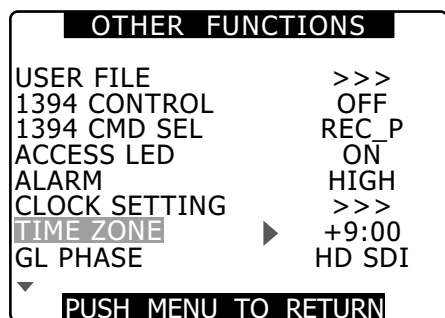 OTHER FUNCTIONS
USER FILE >>>
1394 CONTROL OFF
1394 CMD SEL REC_P
ACCESS LED ON
ALARM HIGH
CLOCK SETTING >>>
TIME ZONE +9:00
GL PHASE HD SDI
PUSH MENU TO RETURN